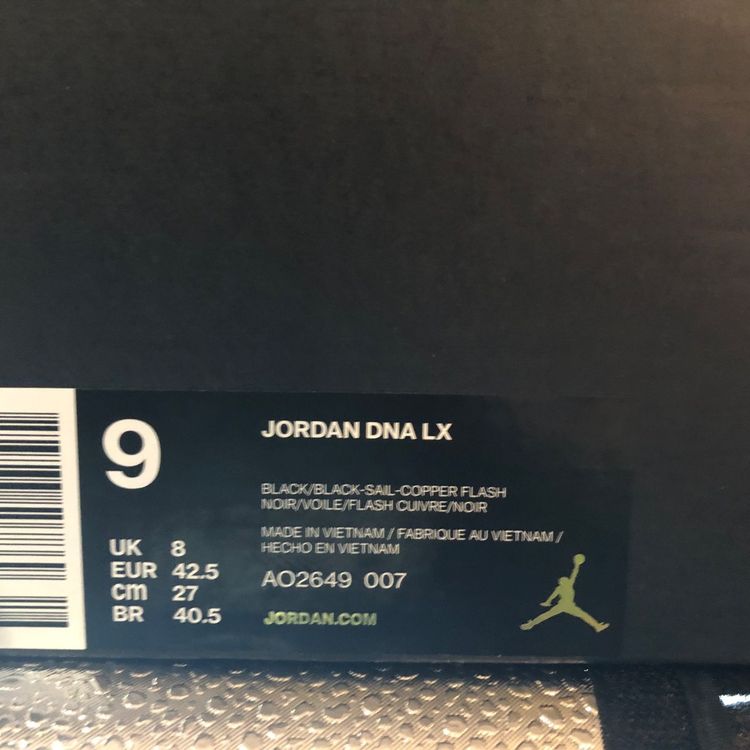 9
JORDAN DNA LX
BLACK/BLACK-SAIL-COPPER FLASH
NOIR/VOILE/FLASH CUIVRE/NOIR
MADE IN VIETNAM / FABRIQUE AU VIETNAM /
HECHO EN VIETNAM
UK 8
EUR 42.5
cm 27
BR 40.5
AO2649 007
JORDAN.COM